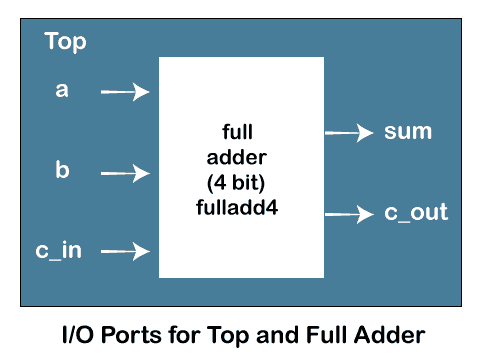 Top
a
b
c_in
full
adder
(4 bit)
fulladd4
sum
c_out
I/O Ports for Top and Full Adder